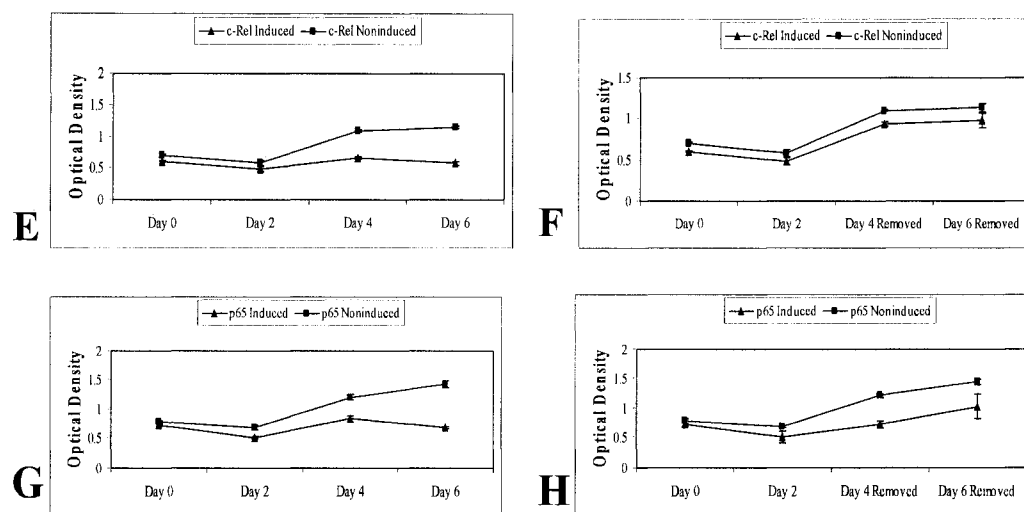 c-Rel Induced c-Rel Noninduced
Optical Density
2
1.5
1
0.5
0
Day 0 Day 2 Day 4 Day 6
E
c-Rel Induced c-Rel Noninduced
Optical Density
1.5
1
0.5
0
Day 0 Day 2 Day 4 Removed Day 6 Removed
F
p65 Induced p65 Noninduced
Optical Density
2
1.5
1
0.5
0
Day 0 Day 2 Day 4 Day 6
G
p65 Induced p65 Noninduced
Optical Density
2
1.5
1
0.5
0
Day 0 Day 2 Day 4 Removed Day 6 Removed
H